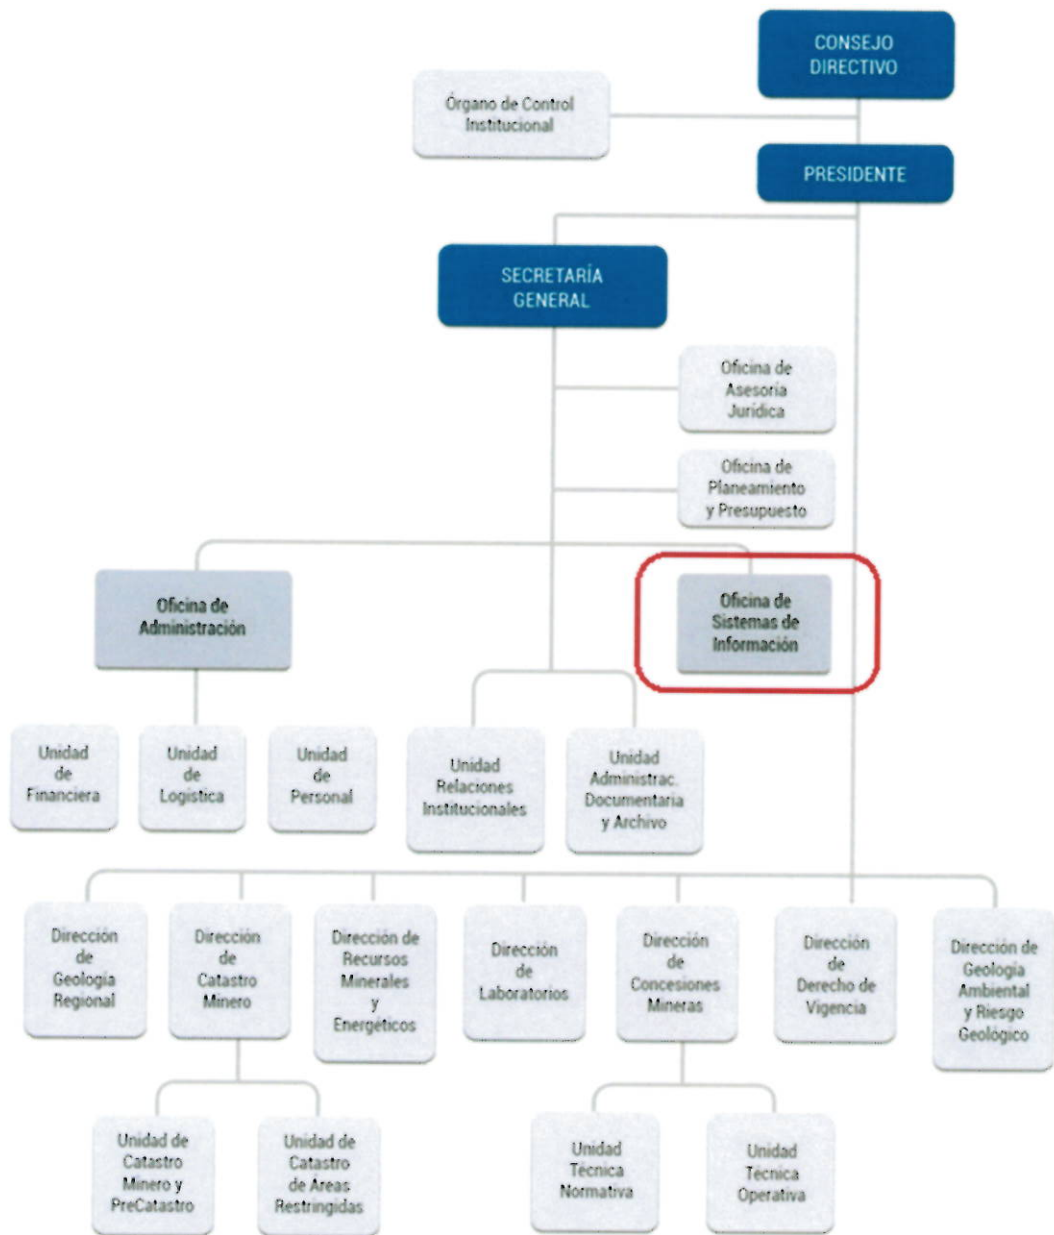 CONSEJO
DIRECTIVO
Órgano de Control
Institucional
PRESIDENTE
SECRETARÍA
GENERAL
Oficina de
Asesoría
Jurídica
Oficina de
Planeamiento
y Presupuesto
Oficina de
Administración
Oficina de
Sistemas de
Información
Unidad
de
Financiera
Unidad
de
Logística
Unidad
de
Personal
Unidad
Relaciones
Institucionales
Unidad
Administrac.
Documentaria
y Archivo
Dirección
de
Geología
Regional
Dirección
de
Catastro
Minero
Dirección de
Recursos
Minerales
y
Energéticos
Dirección
de
Laboratorios
Dirección
de
Concesiones
Mineras
Dirección
de
Derecho de
Vigencia
Dirección de
Geología
Ambiental
y Riesgo
Geológico
Unidad de
Catastro
Minero y
PreCatastro
Unidad de
Catastro
de Áreas
Restringidas
Unidad
Técnica
Normativa
Unidad
Técnica
Operativa